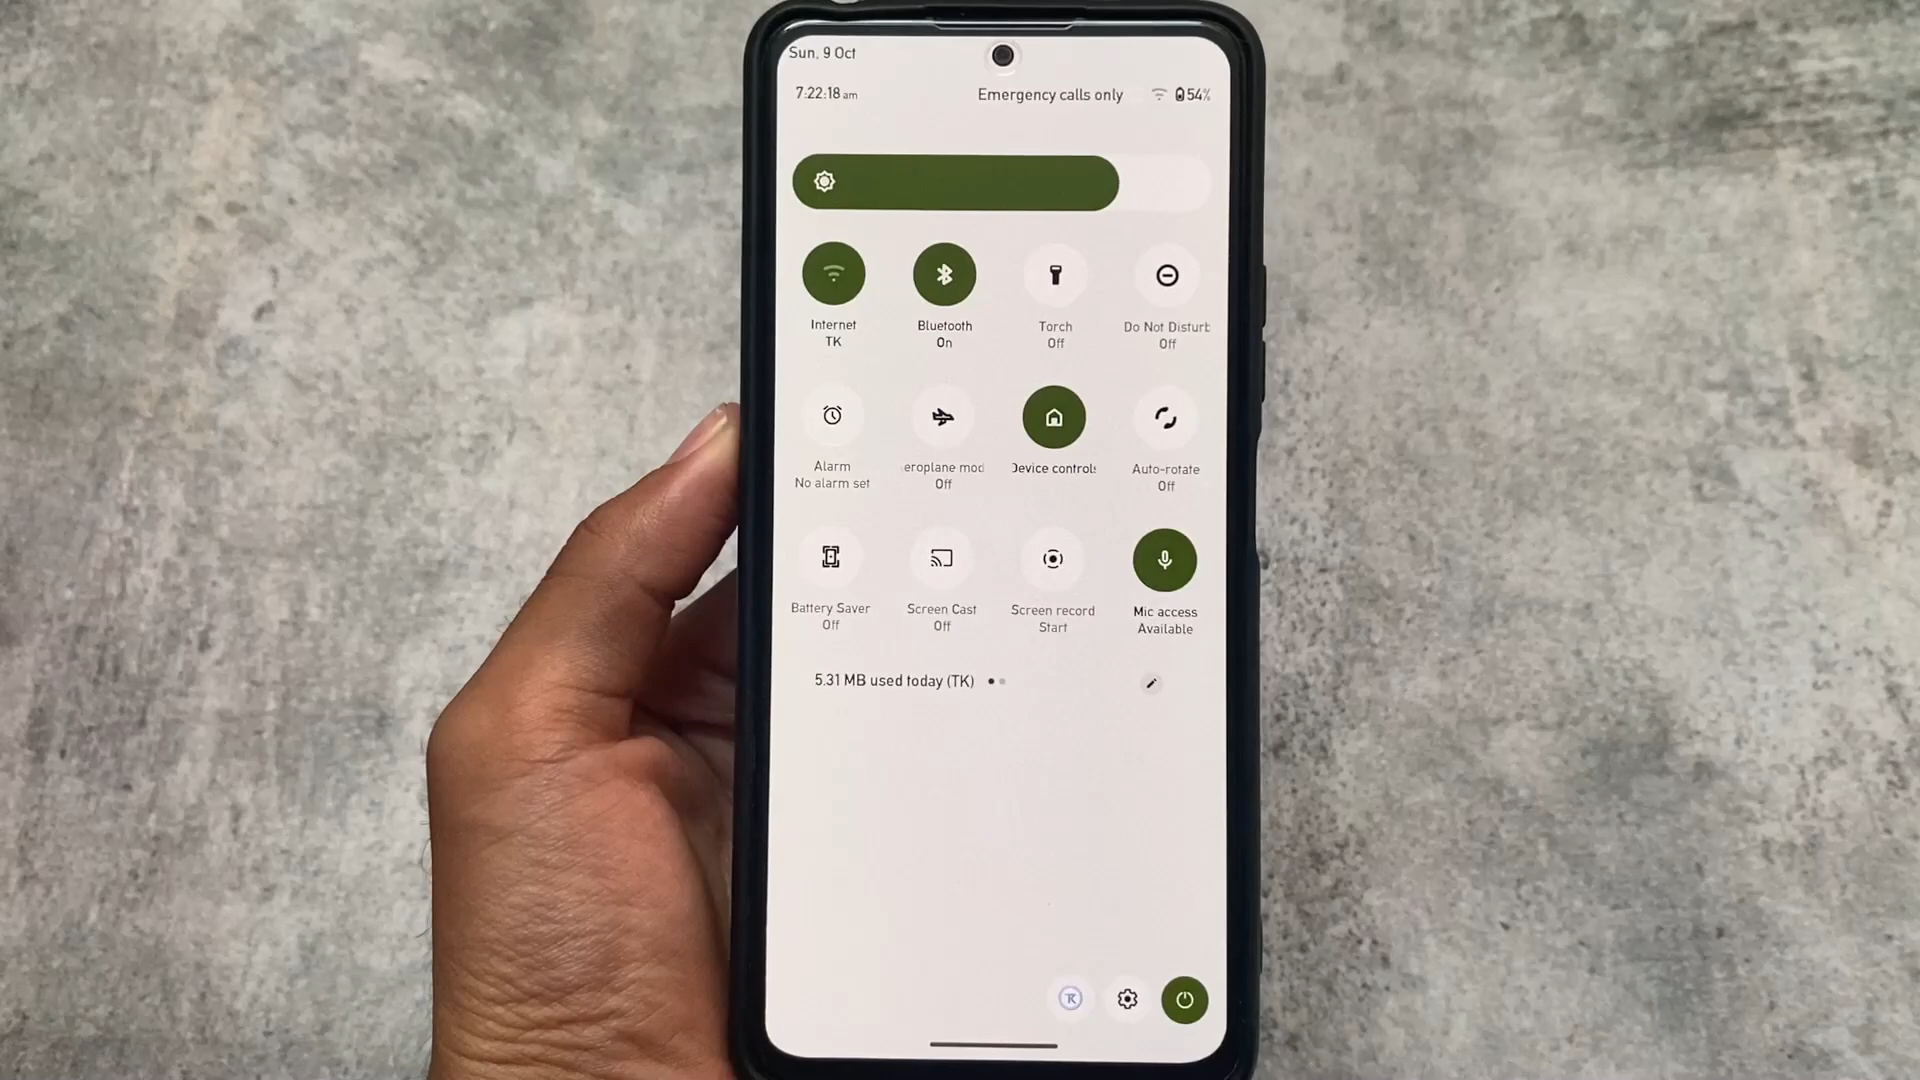 Sun, 9 Oct
7:22:18 am Emergency calls only 54%
Internet Bluetooth Torch Do Not Disturb
TK On Off Off
Alarm eroplane mod Device controls Auto-rotate
No alarm set Off Off
Battery Saver Screen Cast Screen record Mic access
Off Off Start Available
5.31 MB used today (TK)
TK